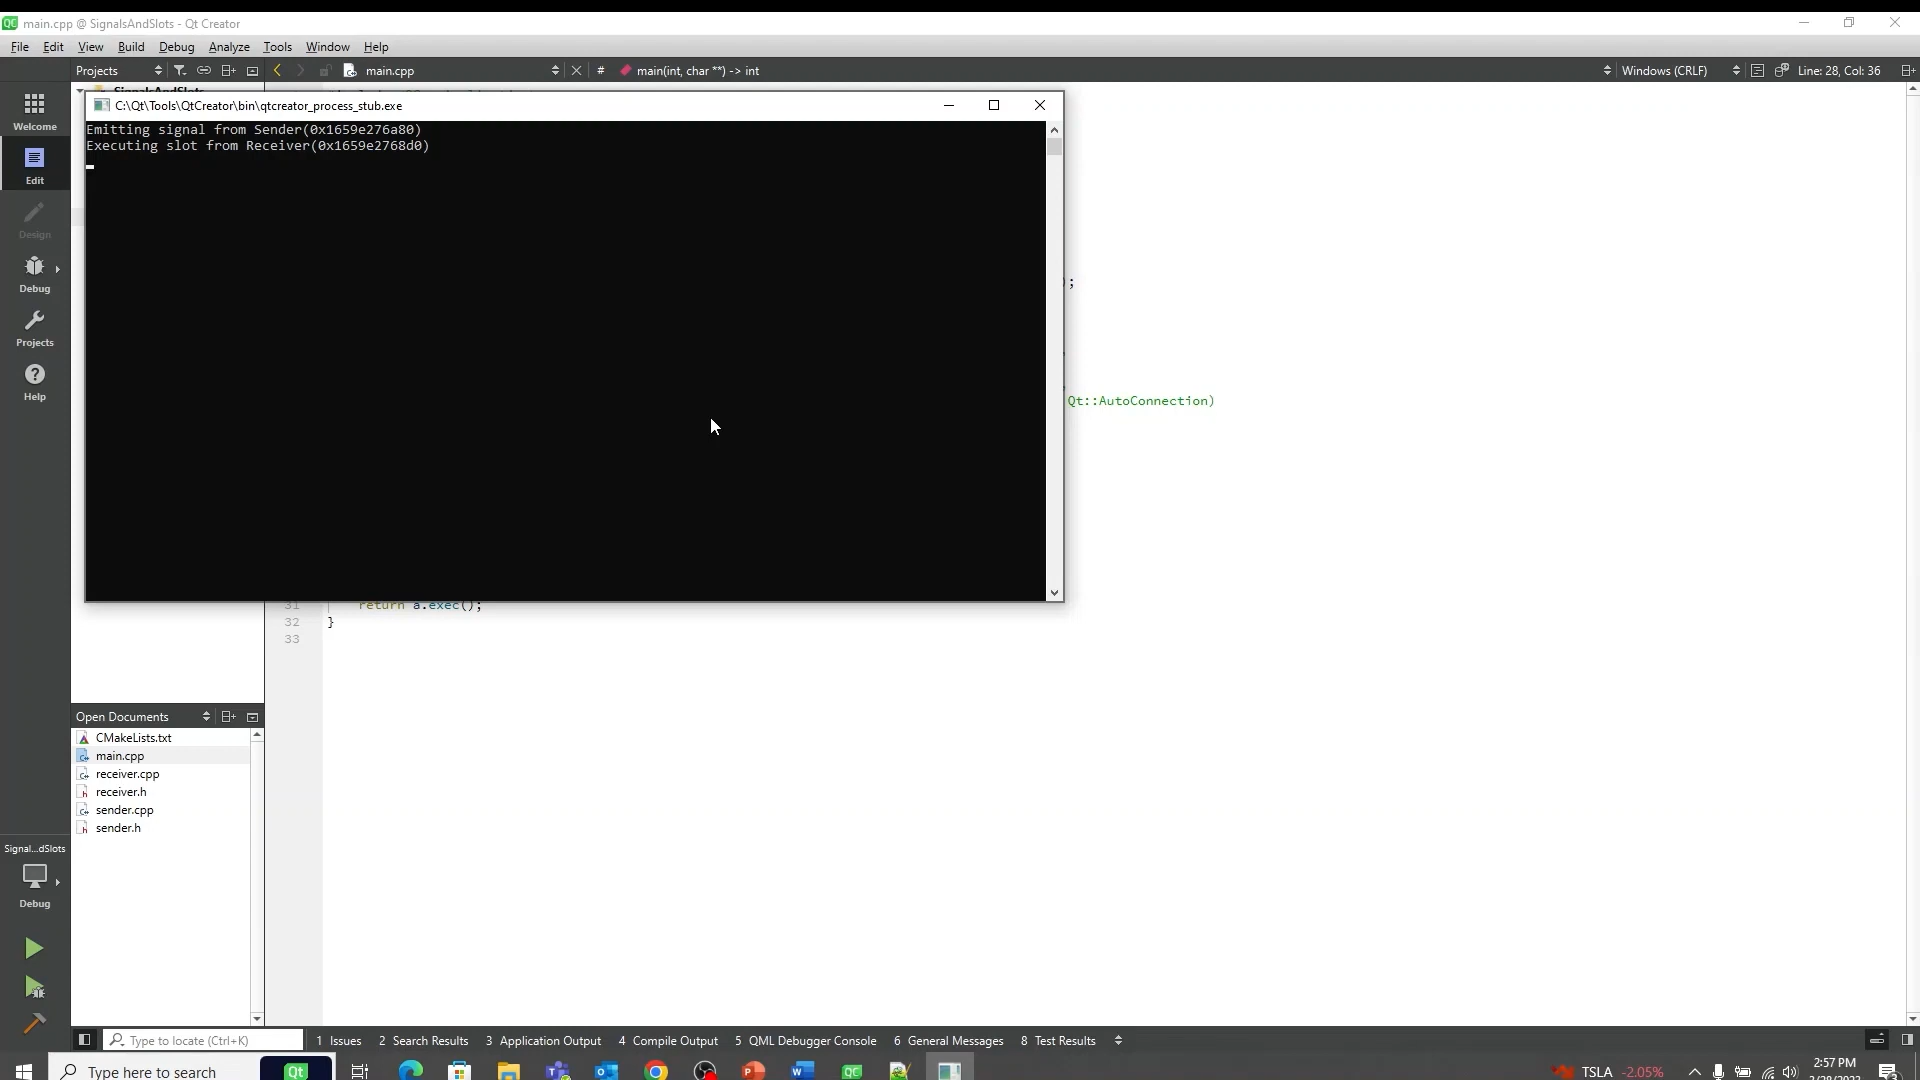 main.cpp @ SignalsAndSlots - Qt Creator
File Edit View Build Debug Analyze Tools Window Help
Projects main.cpp # main(int, char **) -> int Windows (CRLF) Line: 28, Col: 36
SignalsAndSlots
C:\Qt\Tools\QtCreator\bin\qtcreator_process_stub.exe
Emitting signal from Sender(0x1659e276a80)
Executing slot from Receiver(0x1659e2768d0)
Welcome
Edit
Design
Debug
Projects
Help
);
Qt::AutoConnection)
31 return a.exec();
32 }
33
Open Documents
CMakeLists.txt
main.cpp
receiver.cpp
receiver.h
sender.cpp
sender.h
Signal...dSlots
Debug
Type to locate (Ctrl+K) 1 Issues 2 Search Results 3 Application Output 4 Compile Output 5 QML Debugger Console 6 General Messages 8 Test Results
Type here to search Qt TSLA -2.05% 2:57 PM